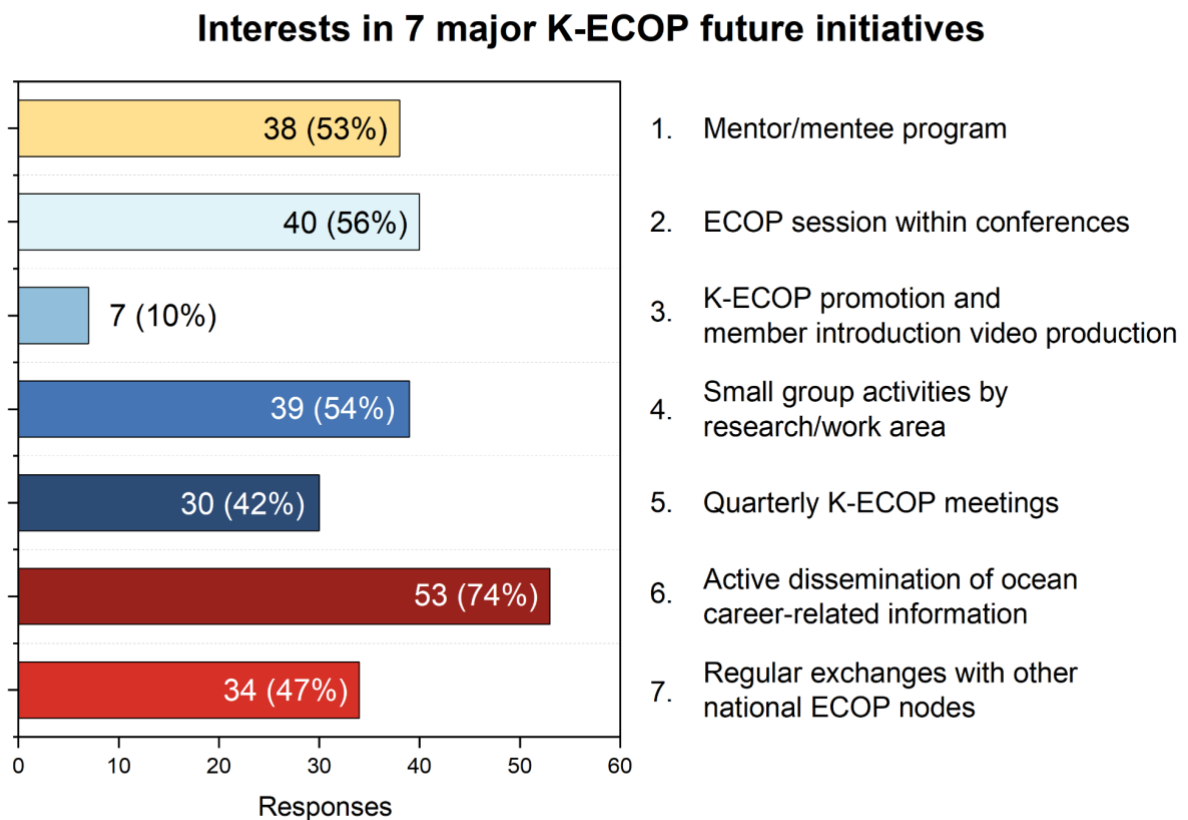 Interests in 7 major K-ECOP future initiatives
38 (53%)
1. Mentor/mentee program
40 (56%)
2. ECOP session within conferences
7 (10%)
3. K-ECOP promotion and
member introduction video production
39 (54%)
4. Small group activities by
research/work area
30 (42%)
5. Quarterly K-ECOP meetings
53 (74%)
6. Active dissemination of ocean
career-related information
34 (47%)
7. Regular exchanges with other
national ECOP nodes
0 10 20 30 40 50 60
Responses